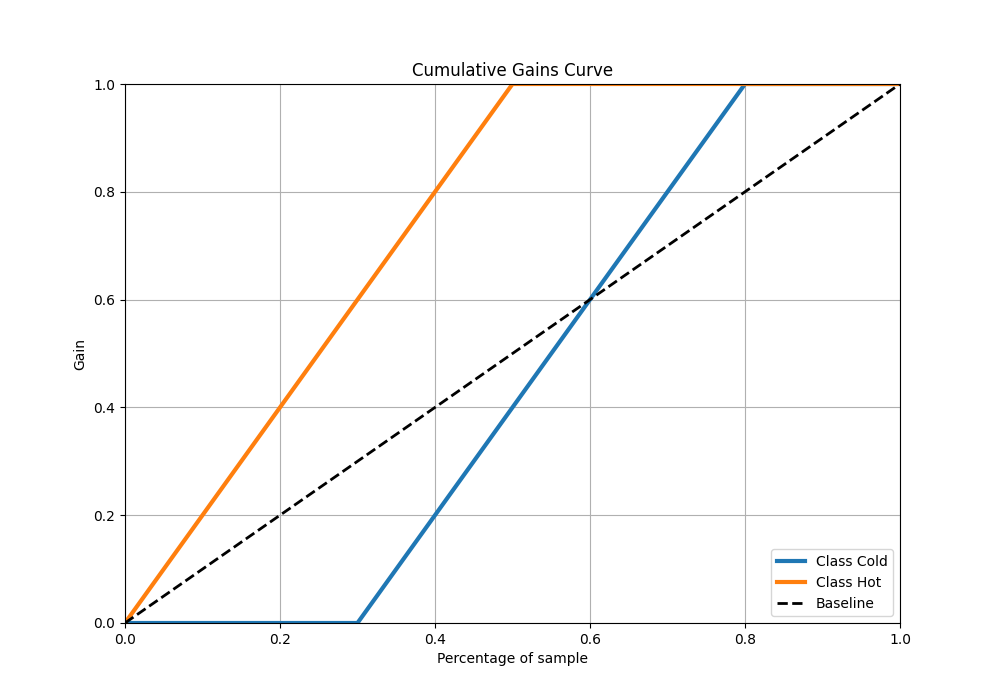 Cumulative Gains Curve
1.0
0.8
0.6
0.4
0.2
0.0
Gain
0.0 0.2 0.4 0.6 0.8 1.0
Percentage of sample
Class Cold
Class Hot
Baseline